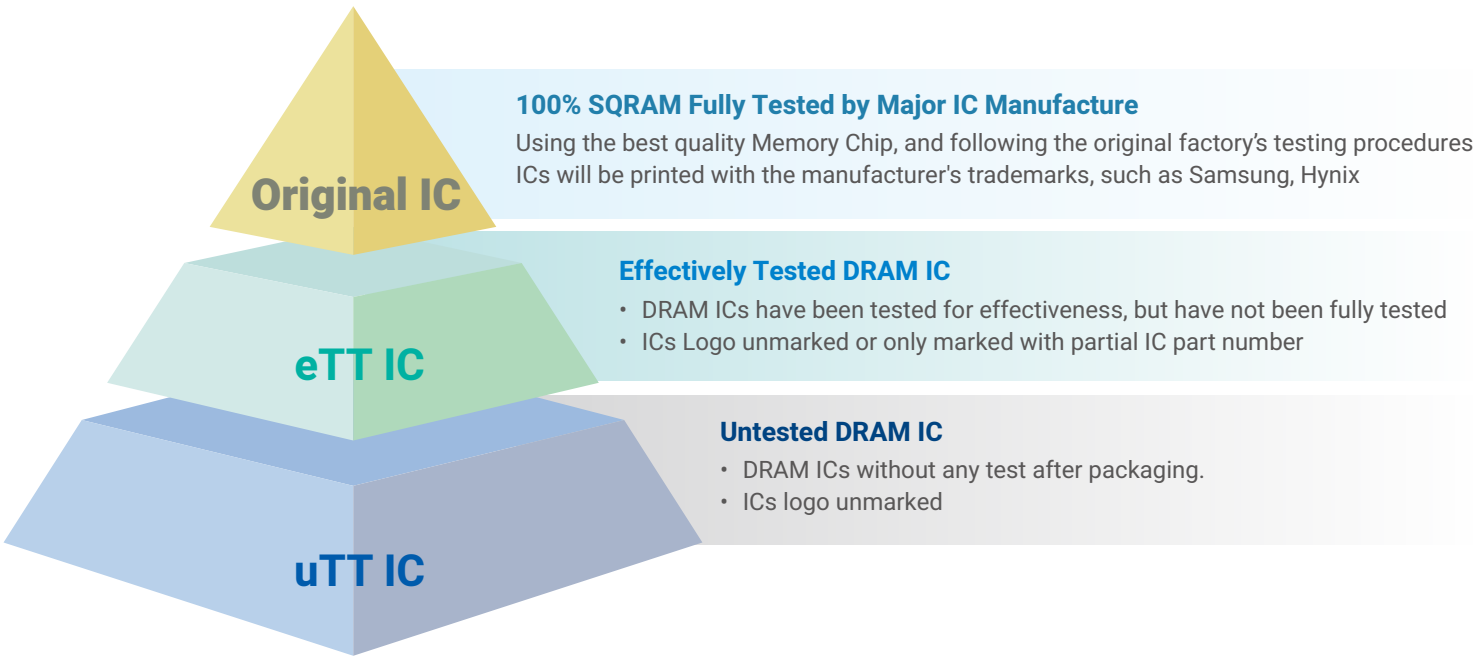 100% SQRAM Fully Tested by Major IC Manufacture
Using the best quality Memory Chip, and following the original factory’s testing procedures
ICs will be printed with the manufacturer's trademarks, such as Samsung, Hynix
Original IC
Effectively Tested DRAM IC
• DRAM ICs have been tested for effectiveness, but have not been fully tested
• ICs Logo unmarked or only marked with partial IC part number
eTT IC
Untested DRAM IC
• DRAM ICs without any test after packaging.
• ICs logo unmarked
uTT IC